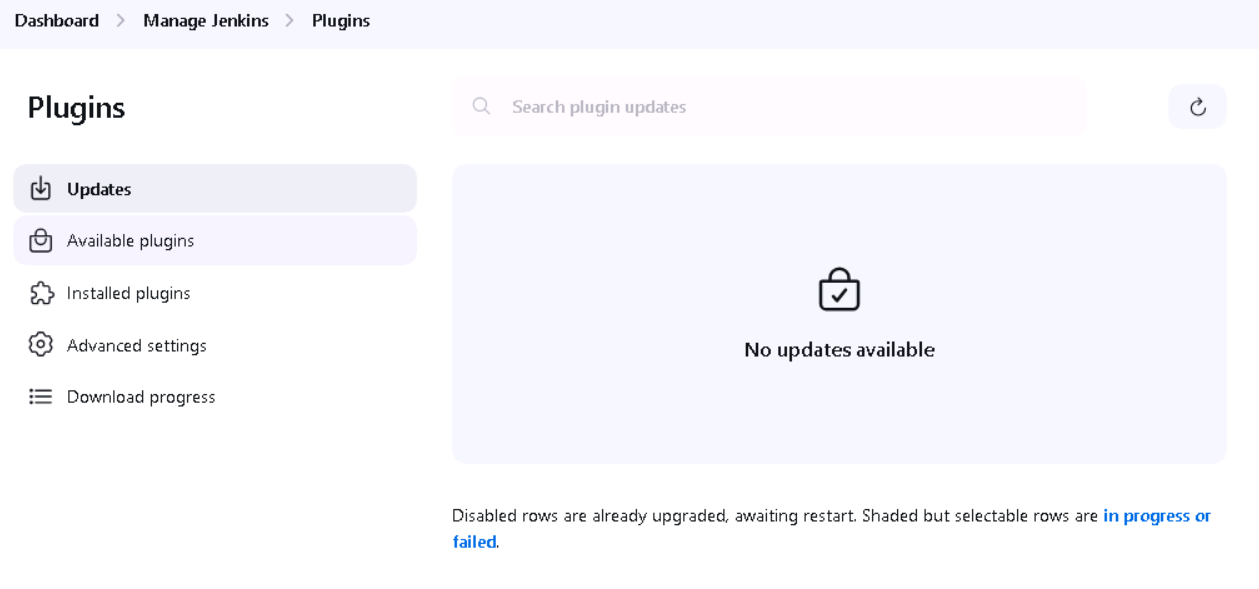 Dashboard > Manage Jenkins > Plugins
Plugins
Search plugin updates
Updates
Available plugins
Installed plugins
Advanced settings
Download progress
No updates available
Disabled rows are already upgraded, awaiting restart. Shaded but selectable rows are in progress or
failed.